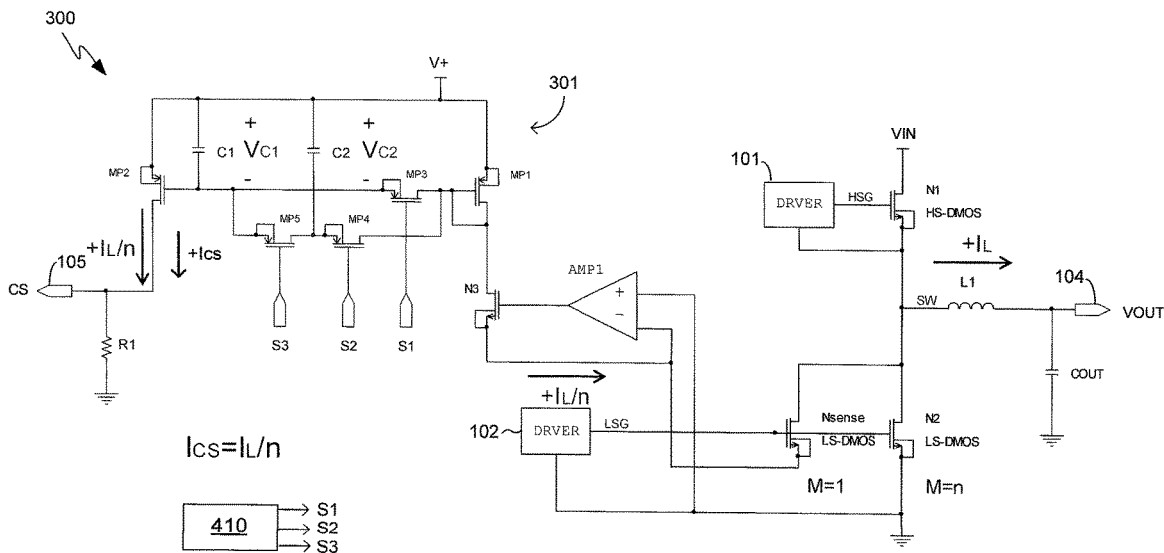 300
V+
301
+
+
C1
VC1
C2
VC2
-
-
MP2
MP3
MP1
MP5
MP4
VIN
101
DRVER
HSG
N1
HS-DMOS
+IL/n
+ICS
+IL
L1
105
CS
AMP1
+
-
N3
SW
104
VOUT
R1
S3
S2
S1
COUT
+IL/n
102
DRVER
LSG
Nsense
LS-DMOS
N2
LS-DMOS
M=1
M=n
ICS=IL/n
410
S1
S2
S3